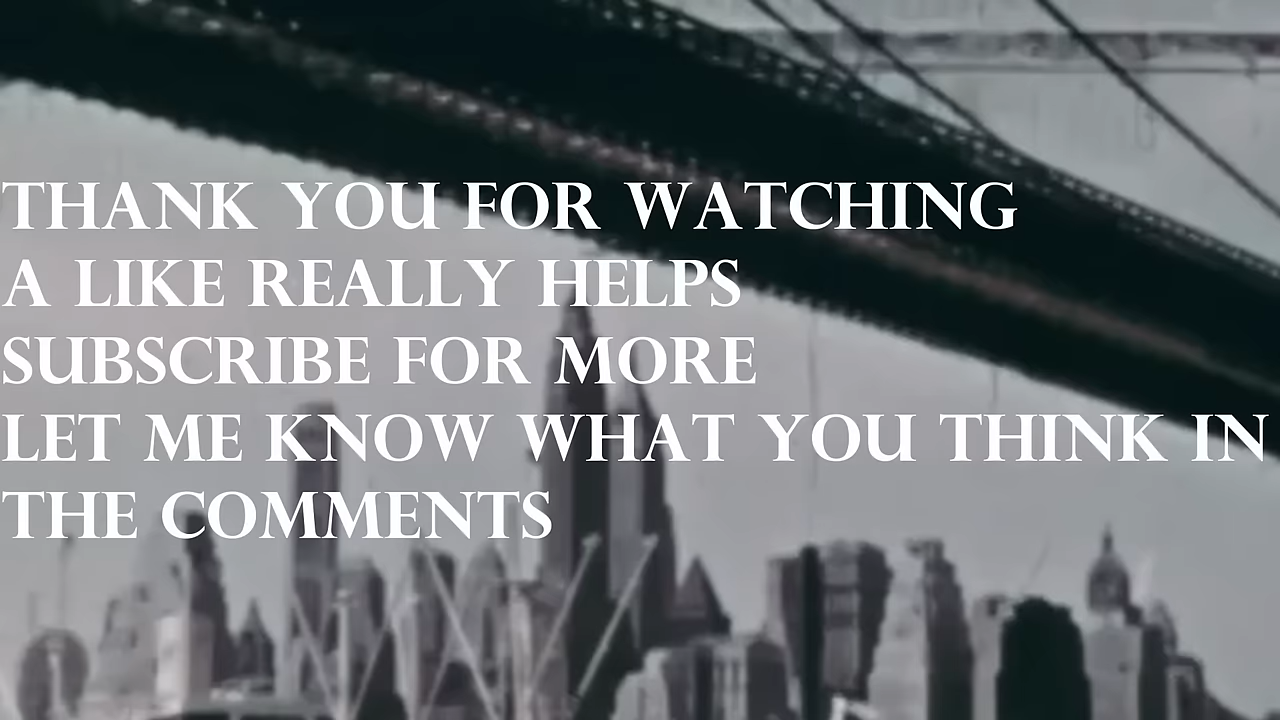 THANK YOU FOR WATCHING
A LIKE REALLY HELPS
SUBSCRIBE FOR MORE
LET ME KNOW WHAT YOU THINK IN
THE COMMENTS